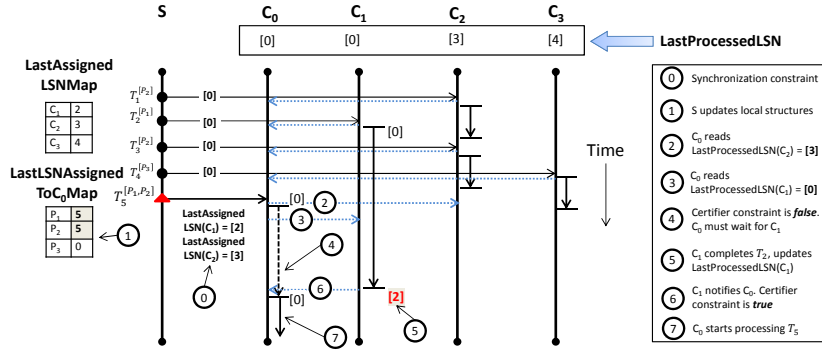 S C₀ C₁ C₂ C₃
[0] [0] [3] [4]
LastProcessedLSN
LastAssigned
LSNMap
C₁ 2
C₂ 3
C₃ 4
LastLSNAssigned
ToC₀Map
P₁ 5
P₂ 5
P₃ 0
1
T₁^[P₂] [0]
T₂^[P₁] [0]
[0]
T₃^[P₂] [0]
T₄^[P₃] [0]
T₅^[P₁,P₂]
[0]
2
3
LastAssigned
LSN(C₁) = [2]
LastAssigned
LSN(C₂) = [3]
0
4
6
[0]
[2]
7
5
Time
0 Synchronization constraint
1 S updates local structures
2 C₀ reads
LastProcessedLSN(C₂) = [3]
3 C₀ reads
LastProcessedLSN(C₁) = [0]
4 Certifier constraint is false.
C₀ must wait for C₁
5 C₁ completes T₂, updates
LastProcessedLSN(C₁)
6 C₁ notifies C₀. Certifier
constraint is true
7 C₀ starts processing T₅